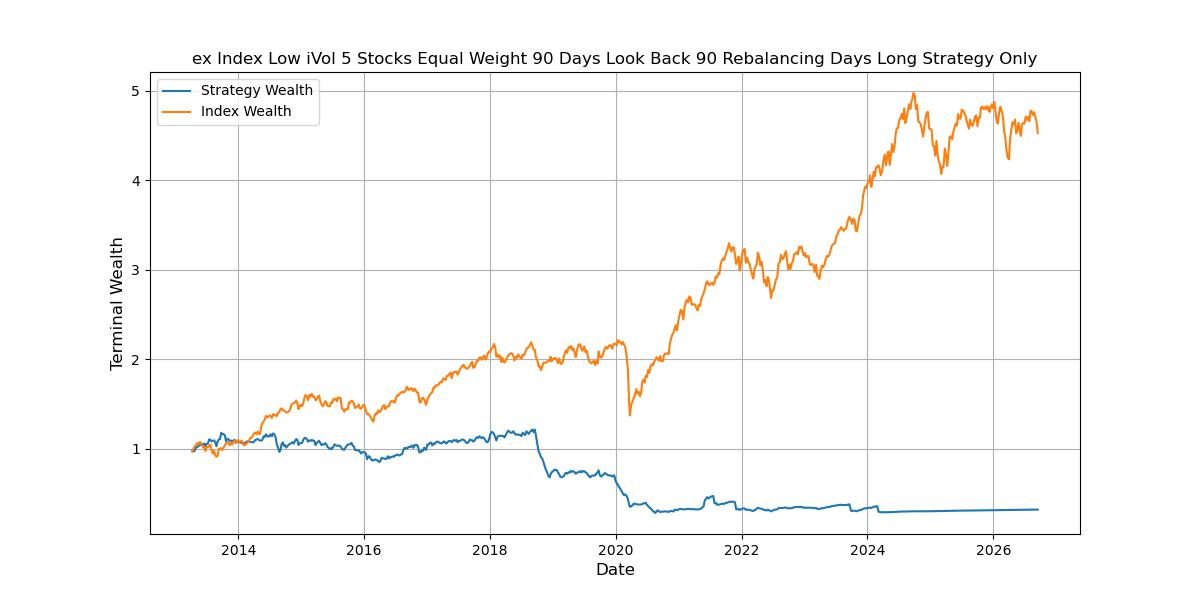 ex Index Low iVol 5 Stocks Equal Weight 90 Days Look Back 90 Rebalancing Days Long Strategy Only
Strategy Wealth
Index Wealth
Terminal Wealth
5
4
3
2
1
2014 2016 2018 2020 2022 2024 2026
Date